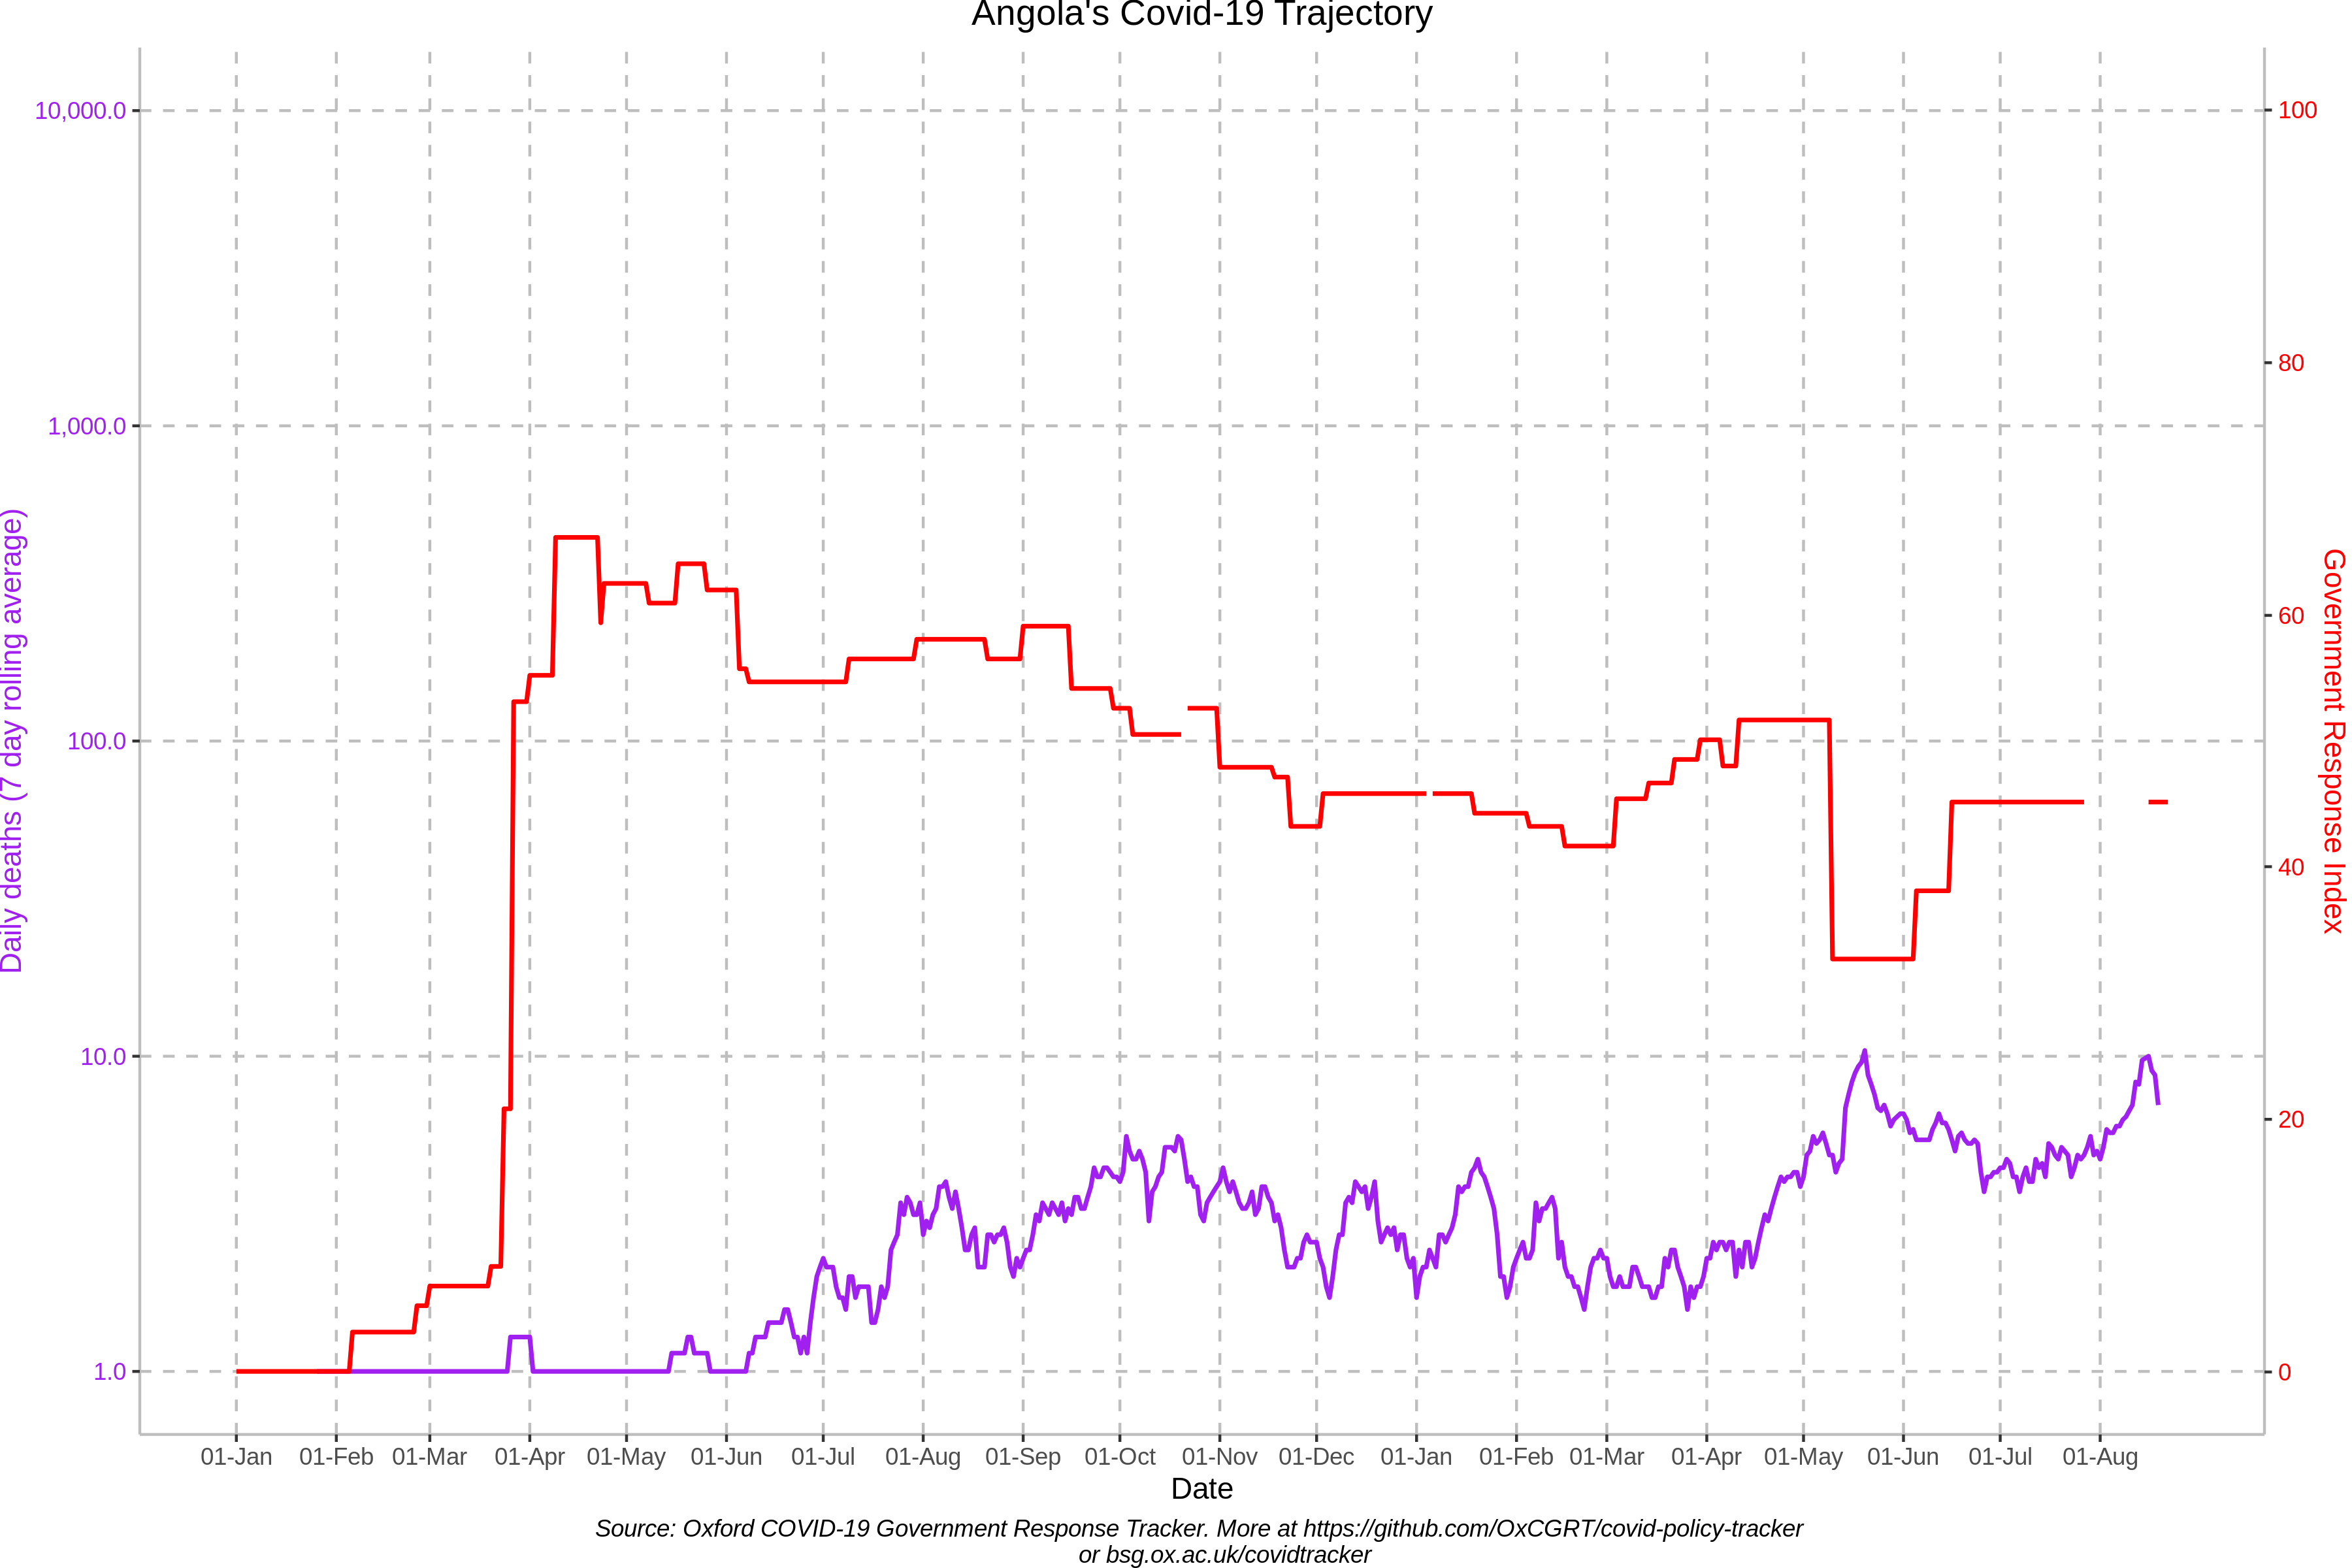 Angola's Covid-19 Trajectory
10,000.0
1,000.0
100.0
10.0
1.0
Daily deaths (7 day rolling average)
100
80
60
40
20
0
Government Response Index
01-Jan 01-Feb 01-Mar 01-Apr 01-May 01-Jun 01-Jul 01-Aug 01-Sep 01-Oct 01-Nov 01-Dec 01-Jan 01-Feb 01-Mar 01-Apr 01-May 01-Jun 01-Jul 01-Aug
Date
Source: Oxford COVID-19 Government Response Tracker. More at https://github.com/OxCGRT/covid-policy-tracker
or bsg.ox.ac.uk/covidtracker